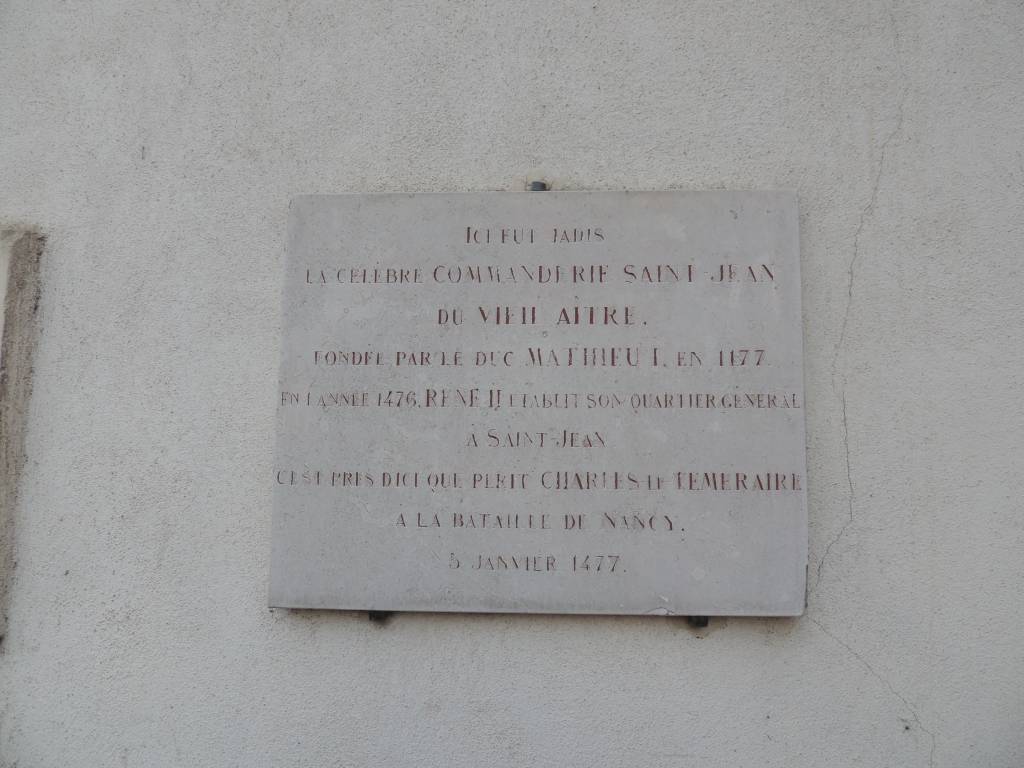 ICI FUT JADIS
LA CÉLÈBRE COMMANDERIE SAINT-JEAN
DU VIEIL AÎTRE.
FONDÉE PAR LE DUC MATHIEU I. EN 1177
EN L'ANNÉE 1476, RENÉ II ÉTABLIT SON QUARTIER GÉNÉRAL
À SAINT-JEAN
C'EST PRÈS D'ICI QUE PÉRIT CHARLES LE TÉMÉRAIRE
À LA BATAILLE DE NANCY.
5 JANVIER 1477.